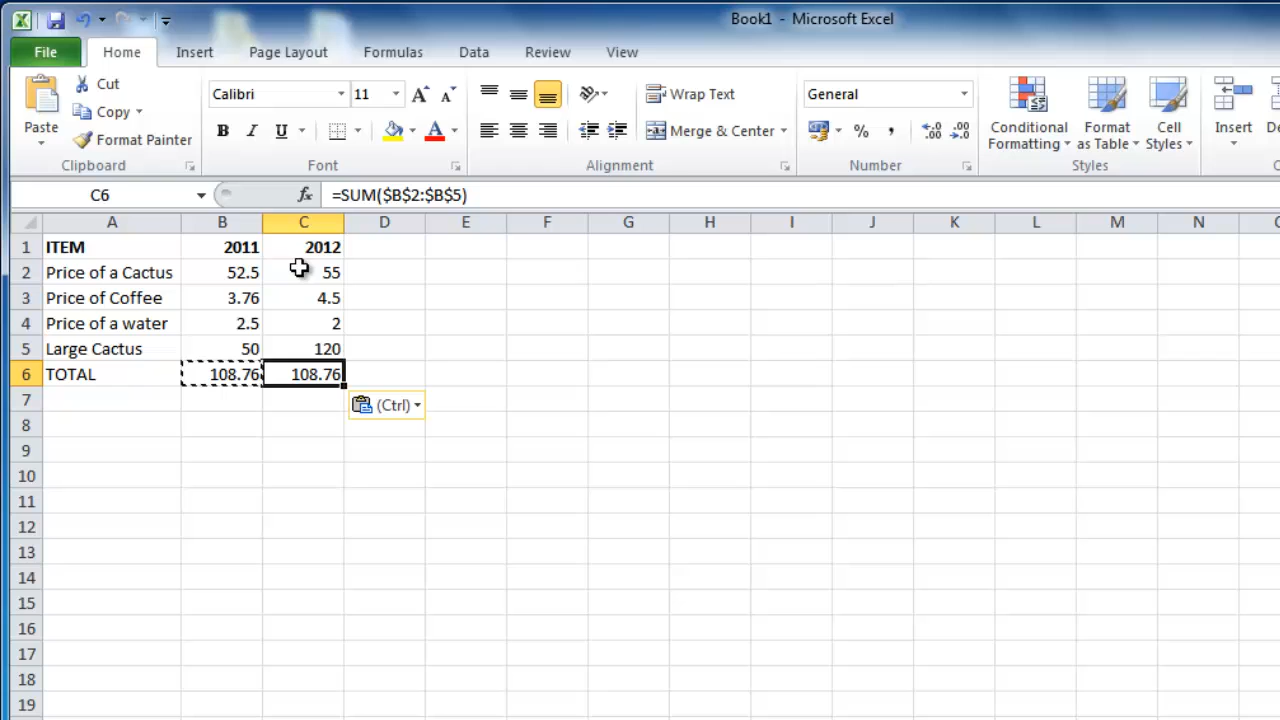 Book1 - Microsoft Excel
File Home Insert Page Layout Formulas Data Review View
Paste
Cut
Copy
Format Painter
Clipboard
Calibri 11
B I U A
Font
Wrap Text
Merge & Center
Alignment
General
% ,
Number
Conditional Formatting
Format as Table
Cell Styles
Styles
Insert
C6 fx =SUM($B$2:$B$5)
A B C D E F G H I J K L M N
1 ITEM 2011 2012
2 Price of a Cactus 52.5 55
3 Price of Coffee 3.76 4.5
4 Price of a water 2.5 2
5 Large Cactus 50 120
6 TOTAL 108.76 108.76
7 (Ctrl)
8
9
10
11
12
13
14
15
16
17
18
19